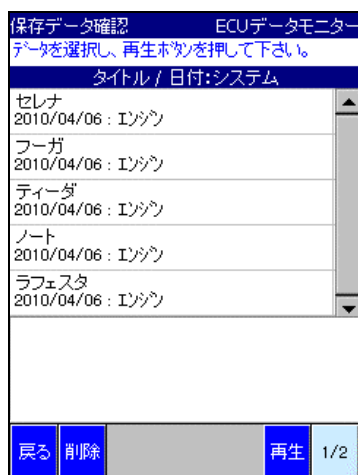 保存データ確認 ECUデータモニター
ﾃﾞｰﾀを選択し、再生ﾎﾞﾀﾝを押して下さい。
タイトル / 日付:システム
セレナ
2010/04/06 : ｴﾝｼﾞﾝ
フーガ
2010/04/06 : ｴﾝｼﾞﾝ
ティーダ
2010/04/06 : ｴﾝｼﾞﾝ
ノート
2010/04/06 : ｴﾝｼﾞﾝ
ラフェスタ
2010/04/06 : ｴﾝｼﾞﾝ
戻る 削除 再生 1/2